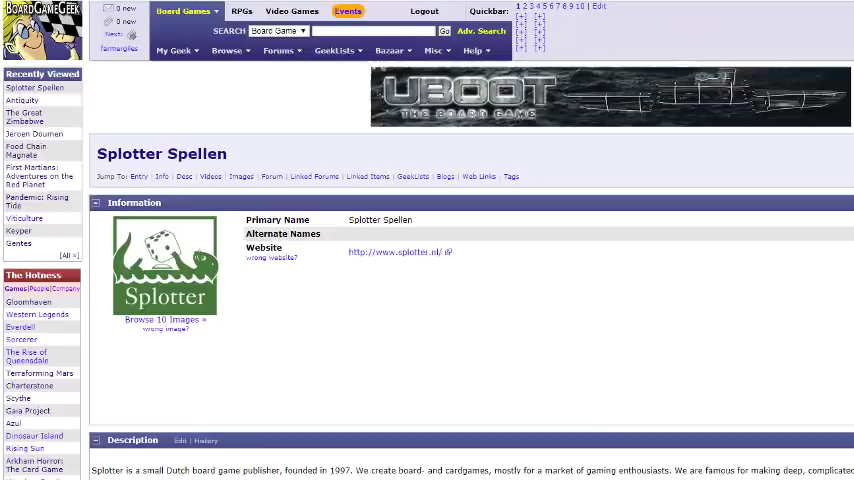 BOARDGAMEGEEK
0 new
0 new
Next:
farmergiles
Board Games RPGs Video Games Events Logout Quickbar: 1 2 3 4 5 6 7 8 9 10 | Edit
[+] [+]
[+] [+]
[+] [+]
[+] [+]
[+] [+]
SEARCH Board Game Go Adv. Search
My Geek Browse Forums GeekLists Bazaar Misc Help
Recently Viewed
Splotter Spellen
Antiquity
The Great
Zimbabwe
Jeroen Doumen
Food Chain
Magnate
First Martians:
Adventures on the
Red Planet
Pandemic: Rising
Tide
Viticulture
Keyper
Gentes
[All »]
The Hotness
Games|People|Company
Gloomhaven
Western Legends
Everdell
Sorcerer
The Rise of
Queensdale
Terraforming Mars
Charterstone
Scythe
Gaia Project
Azul
Dinosaur Island
Rising Sun
Arkham Horror:
The Card Game
UBOOT
THE BOARD GAME
Splotter Spellen
Jump To: Entry | Info | Desc | Videos | Images | Forum | Linked Forums | Linked Items | GeekLists | Blogs | Web Links | Tags
Information
Splotter
Browse 10 Images »
wrong image?
Primary Name Splotter Spellen
Alternate Names
Website http://www.splotter.nl/
wrong website?
Description Edit | History
Splotter is a small Dutch board game publisher, founded in 1997. We create board- and cardgames, mostly for a market of gaming enthousiasts. We are famous for making deep, complicated